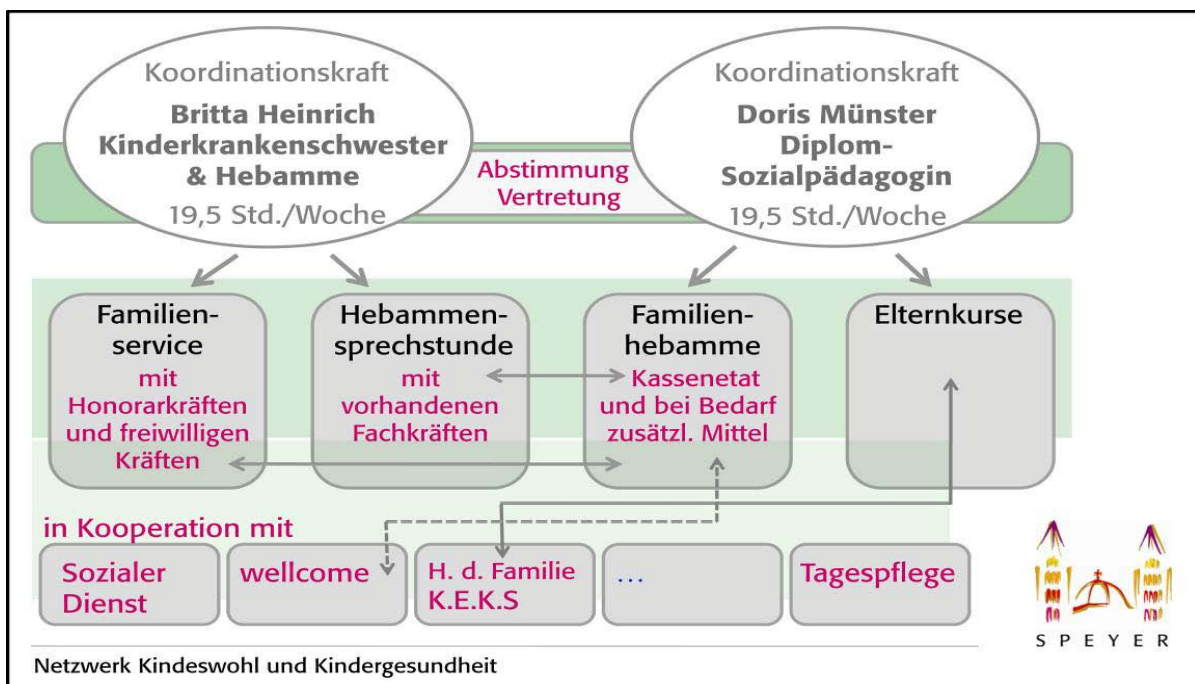 Koordinationskraft
Britta Heinrich
Kinderkrankenschwester
& Hebamme
19,5 Std./Woche
Abstimmung
Vertretung
Koordinationskraft
Doris Münster
Diplom-
Sozialpädagogin
19,5 Std./Woche
Familien-
service
mit
Honorarkräften
und freiwilligen
Kräften
Hebammen-
sprechstunde
mit
vorhandenen
Fachkräften
Familien-
hebamme
Kassenetat
und bei Bedarf
zusätzl. Mittel
Elternkurse
in Kooperation mit
Sozialer
Dienst
wellcome
H. d. Familie
K.E.K.S
...
Tagespflege
SPEYER
Netzwerk Kindeswohl und Kindergesundheit